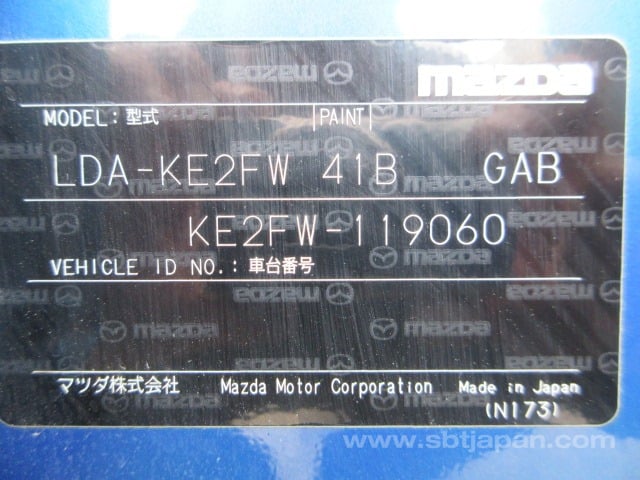 mazda
MODEL: 型式 PAINT
LDA-KE2FW 41B GAB
KE2FW-119060
VEHICLE ID NO.: 車台番号
マツダ株式会社 Mazda Motor Corporation Made in Japan
(N173)
www.sbtjapan.com